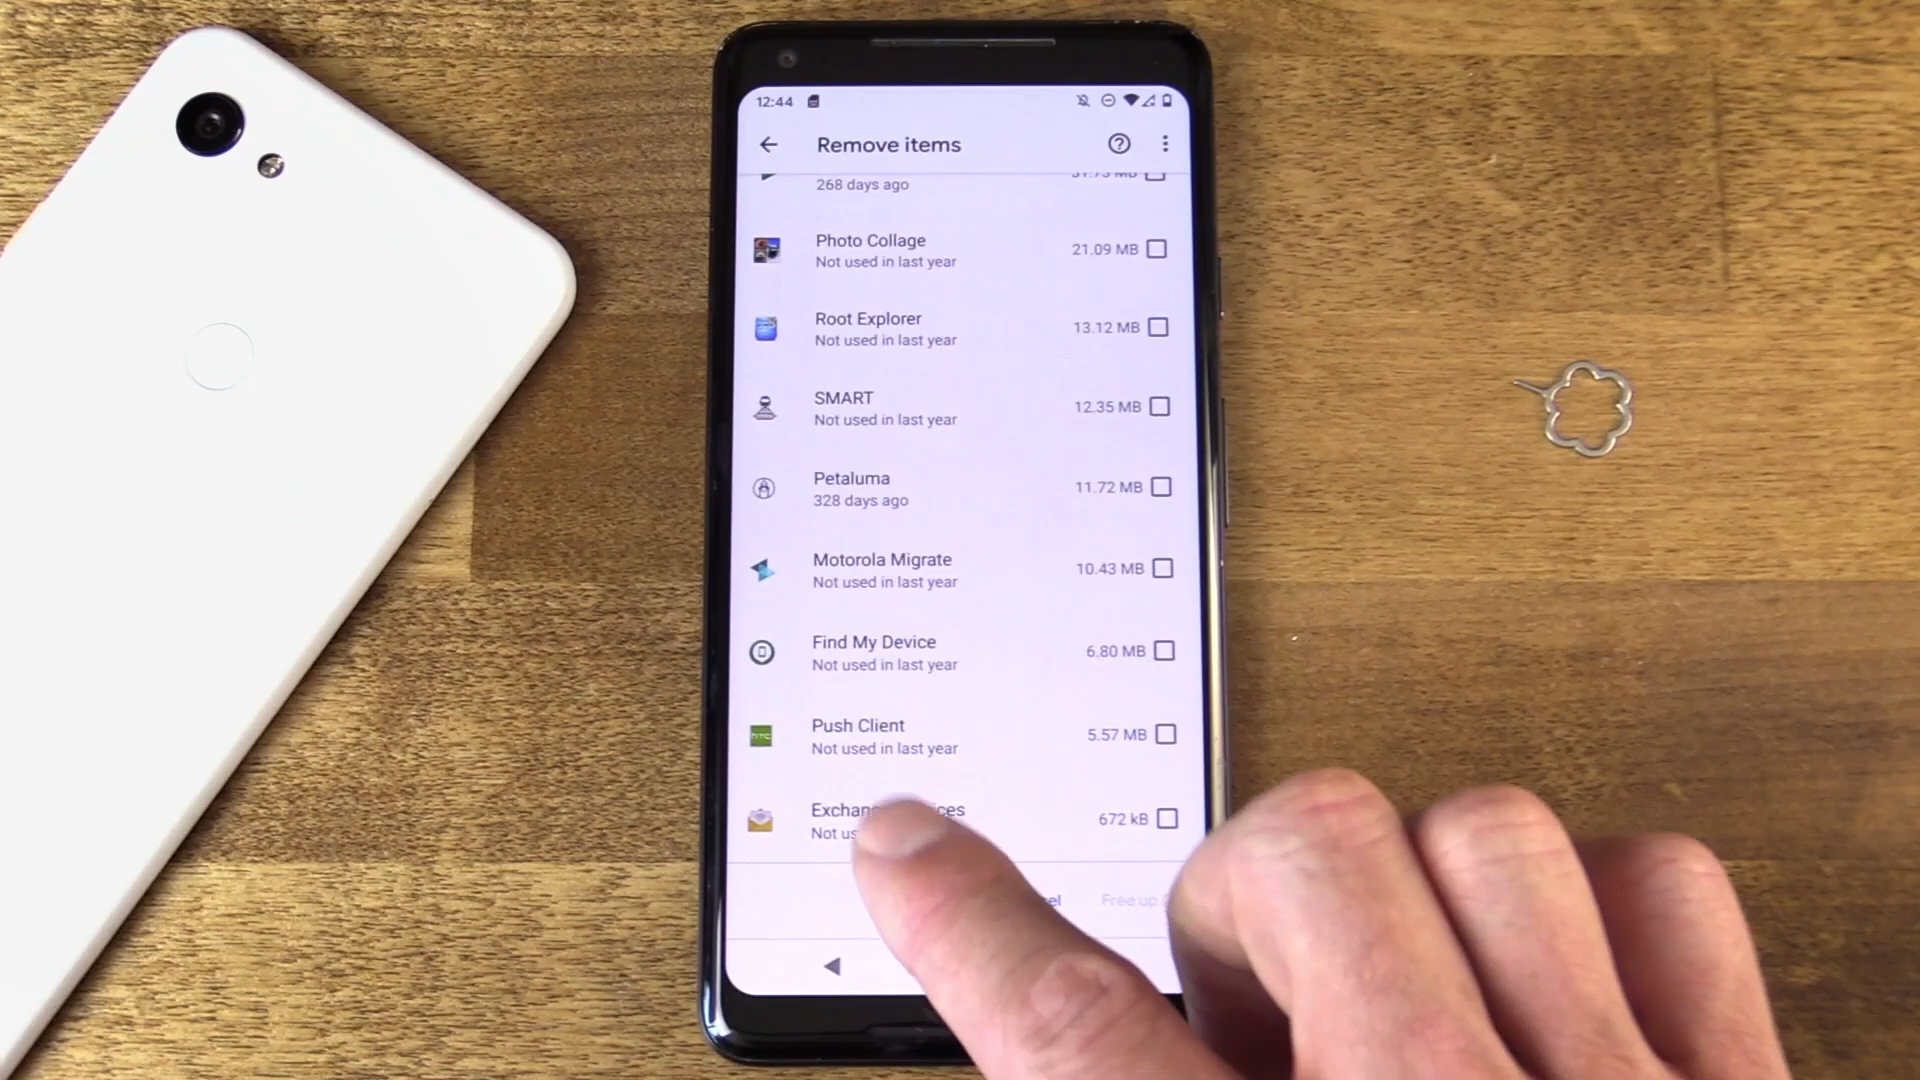 12:44
Remove items
268 days ago
31.73 MB
Photo Collage
Not used in last year
21.09 MB
Root Explorer
Not used in last year
13.12 MB
SMART
Not used in last year
12.35 MB
Petaluma
328 days ago
11.72 MB
Motorola Migrate
Not used in last year
10.43 MB
Find My Device
Not used in last year
6.80 MB
Push Client
Not used in last year
5.57 MB
Not
672 kB
Free up